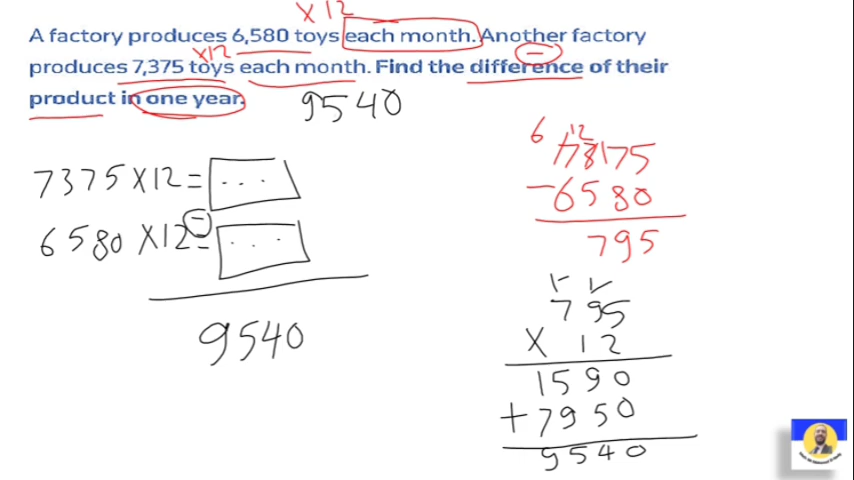 X12
A factory produces 6,580 toys each month. Another factory
X12 −
produces 7,375 toys each month. Find the difference of their
product in one year.
9540
7375 X12= ...
−
6580 X12= ...
9540
6 12 1
7375
−6580
795
795
X 12
1590
+7950
9540